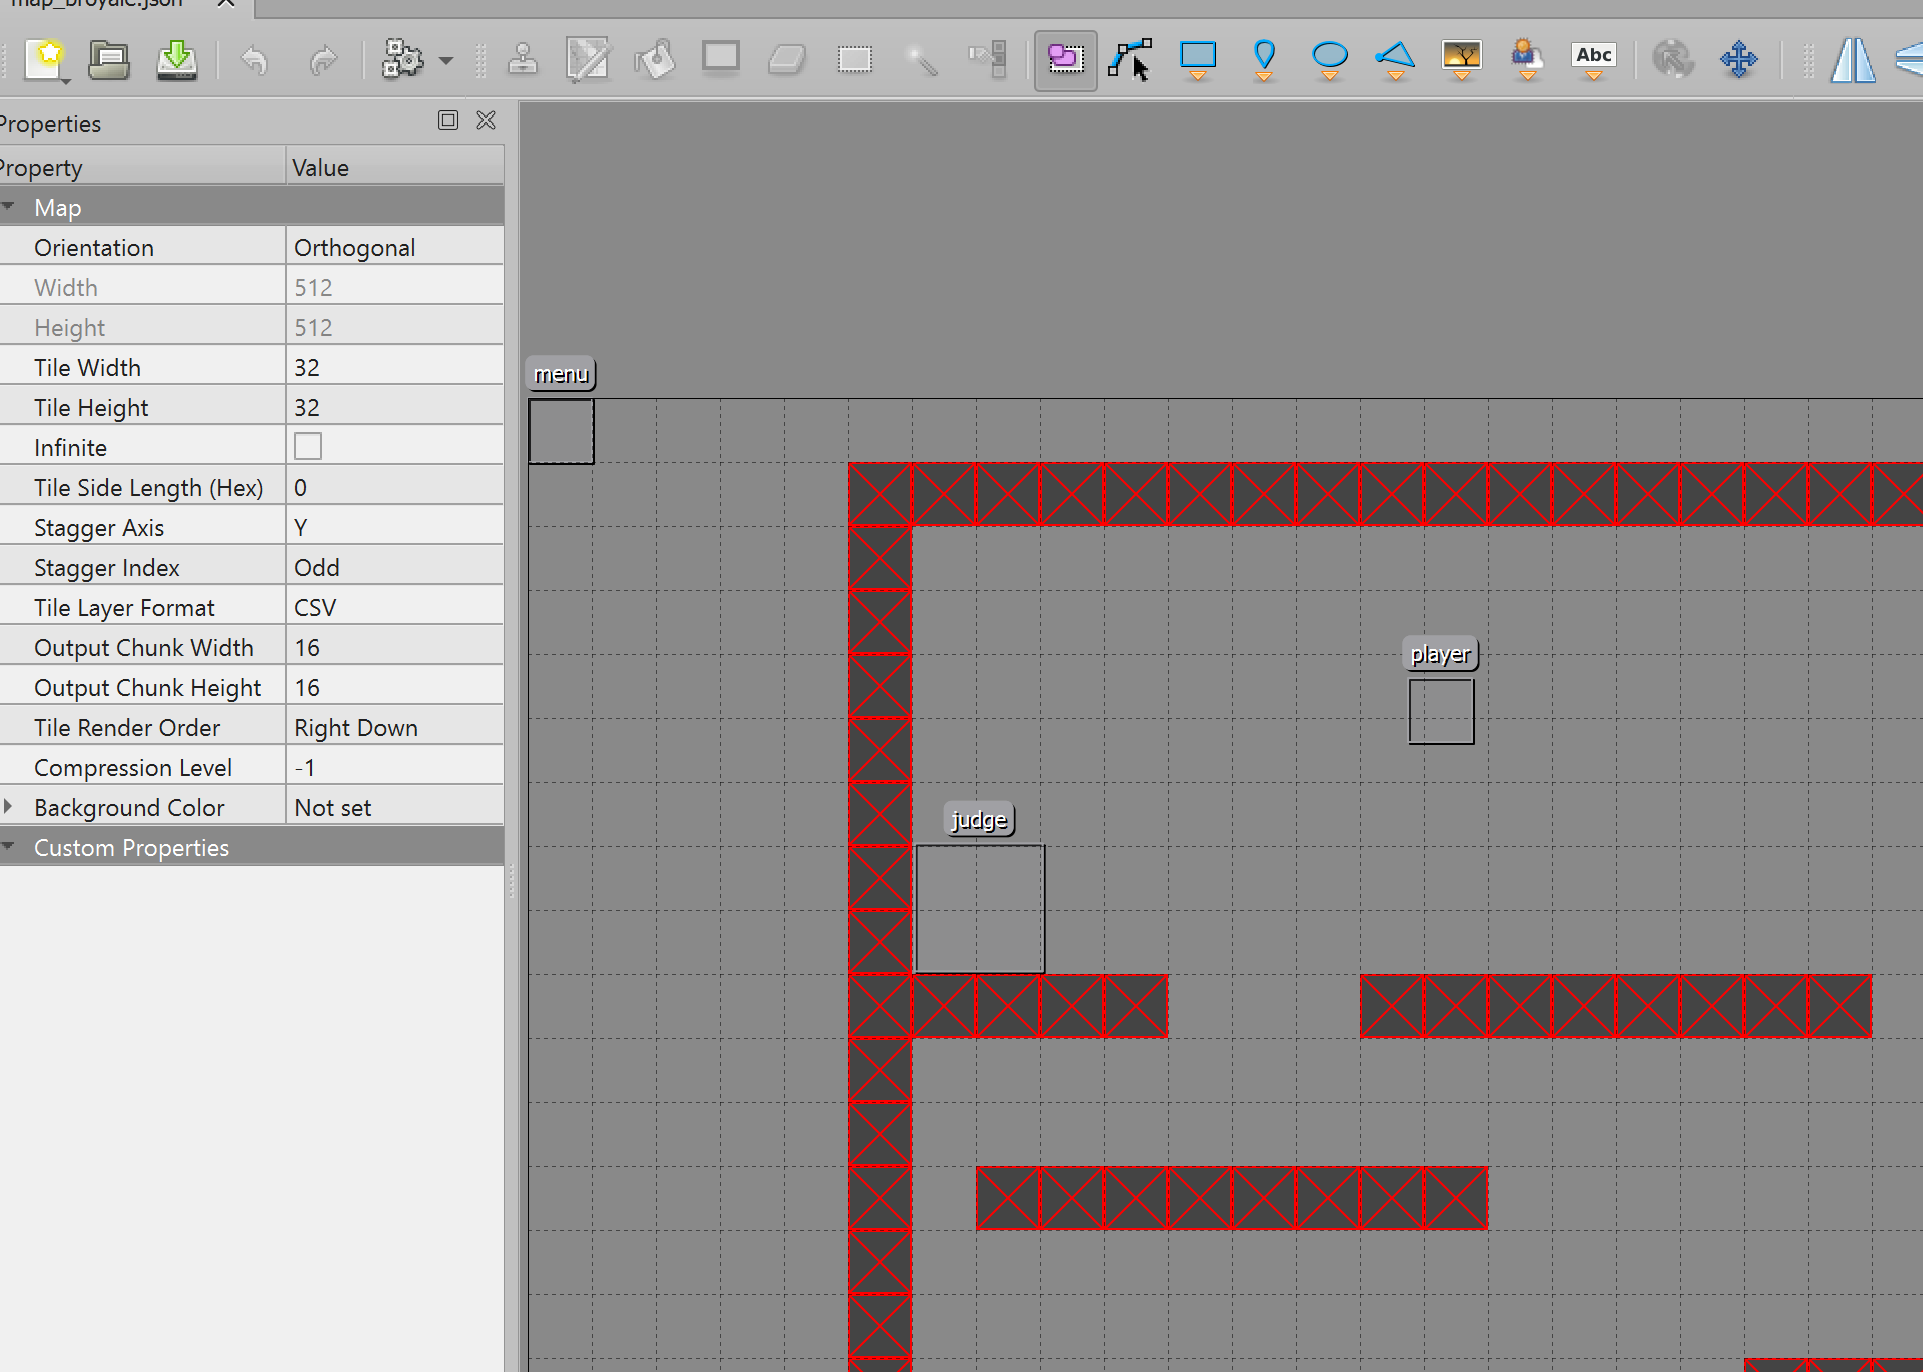 map_broyale.json
Abc
Properties
Property Value
Map
Orientation Orthogonal
Width 512
Height 512
Tile Width 32
Tile Height 32
Infinite
Tile Side Length (Hex) 0
Stagger Axis Y
Stagger Index Odd
Tile Layer Format CSV
Output Chunk Width 16
Output Chunk Height 16
Tile Render Order Right Down
Compression Level -1
Background Color Not set
Custom Properties
menu
player
judge